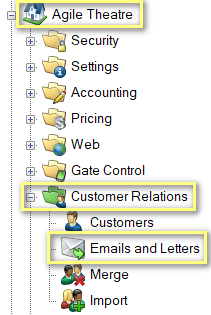 Agile Theatre
Security
Settings
Accounting
Pricing
Web
Gate Control
Customer Relations
Customers
Emails and Letters
Merge
Import